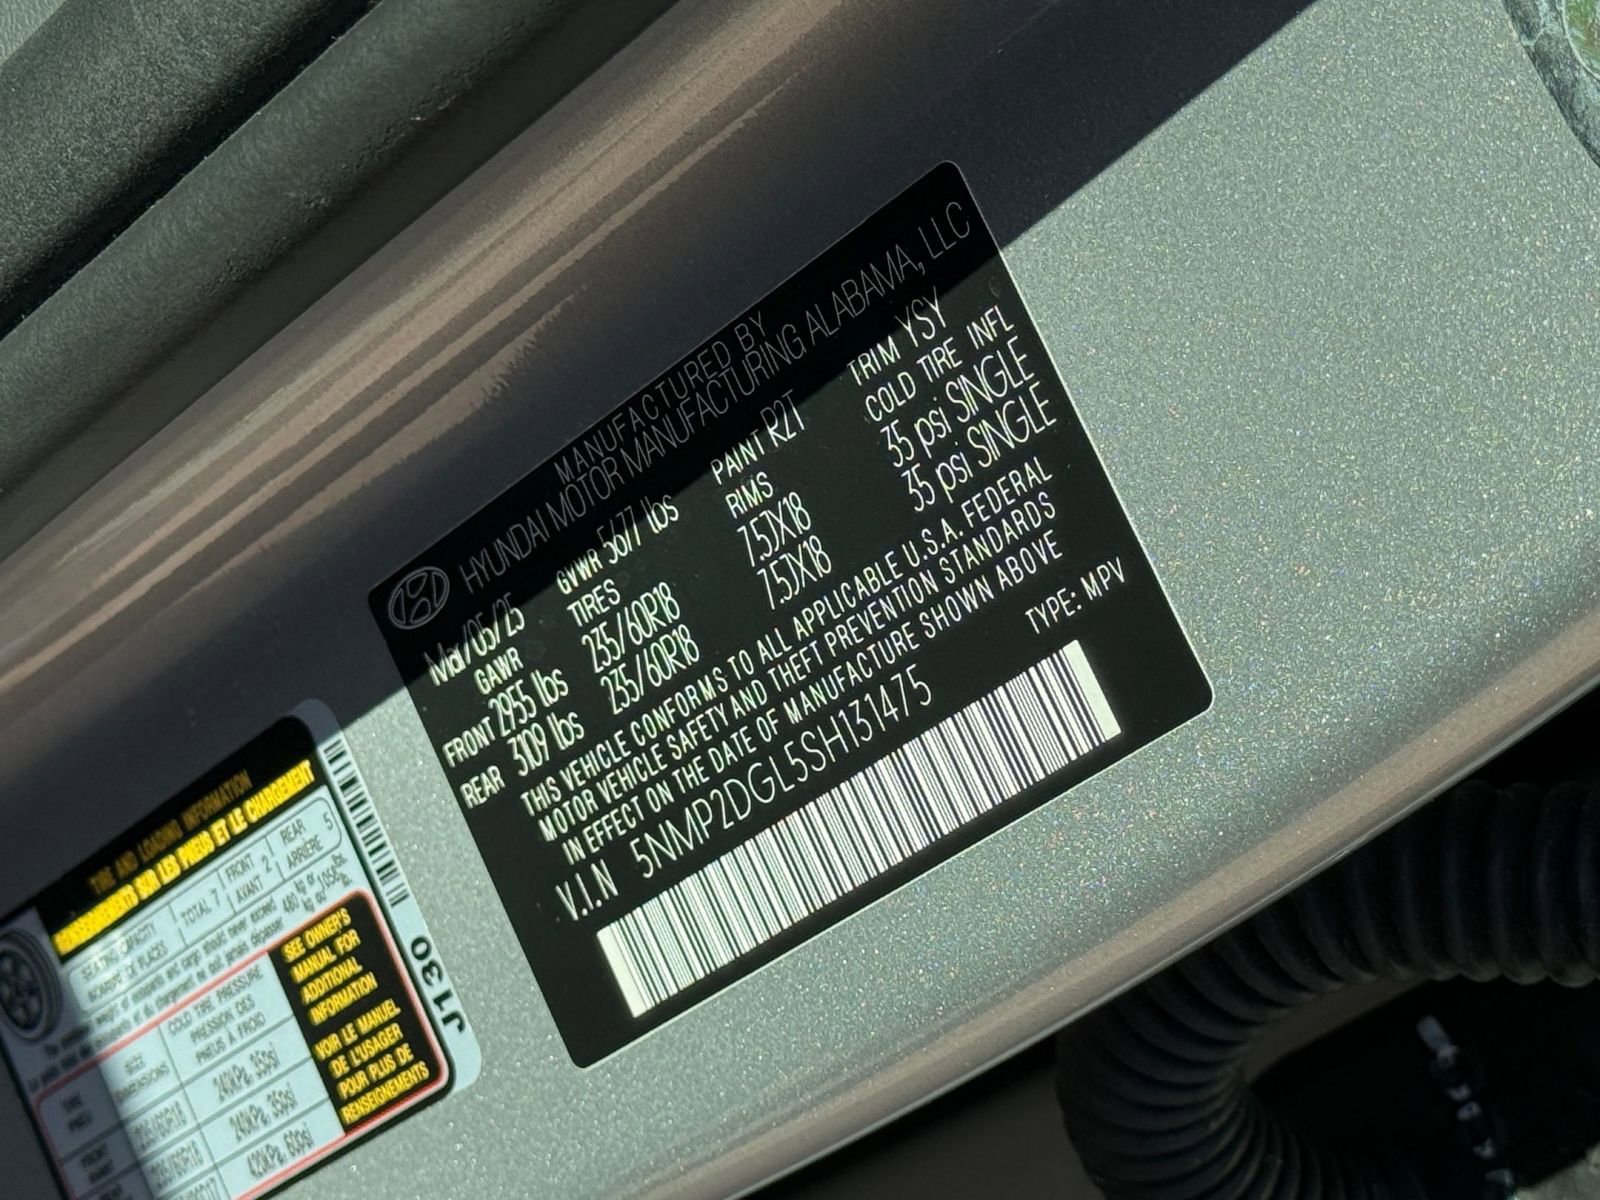 MANUFACTURED BY
HYUNDAI MOTOR MANUFACTURING ALABAMA, LLC
May/05/25 GVWR 5677 lbs PAINT R2T TRIM YSY
GAWR TIRES RIMS COLD TIRE INFL
FRONT 2955 lbs 235/60R18 7.5JX18 35 psi SINGLE
REAR 3109 lbs 235/60R18 7.5JX18 35 psi SINGLE
THIS VEHICLE CONFORMS TO ALL APPLICABLE U.S.A. FEDERAL
MOTOR VEHICLE SAFETY AND THEFT PREVENTION STANDARDS
IN EFFECT ON THE DATE OF MANUFACTURE SHOWN ABOVE
V.I.N 5NMP2DGL5SH131475 TYPE: MPV
TIRE AND LOADING INFORMATION
RENSEIGNEMENTS SUR LES PNEUS ET LE CHARGEMENT
SEATING CAPACITY
NOMBRE DE PLACES
TOTAL 7
FRONT
AVANT 2
REAR
ARRIÈRE 5
COLD TIRE PRESSURE
PRESSION DES
PNEUS A FROID
240kPa, 35psi
240kPa, 35psi
420kPa, 60psi
SEE OWNER'S
MANUAL FOR
ADDITIONAL
INFORMATION
VOIR LE MANUEL
DE L'USAGER
POUR PLUS DE
RENSEIGNEMENTS
J130